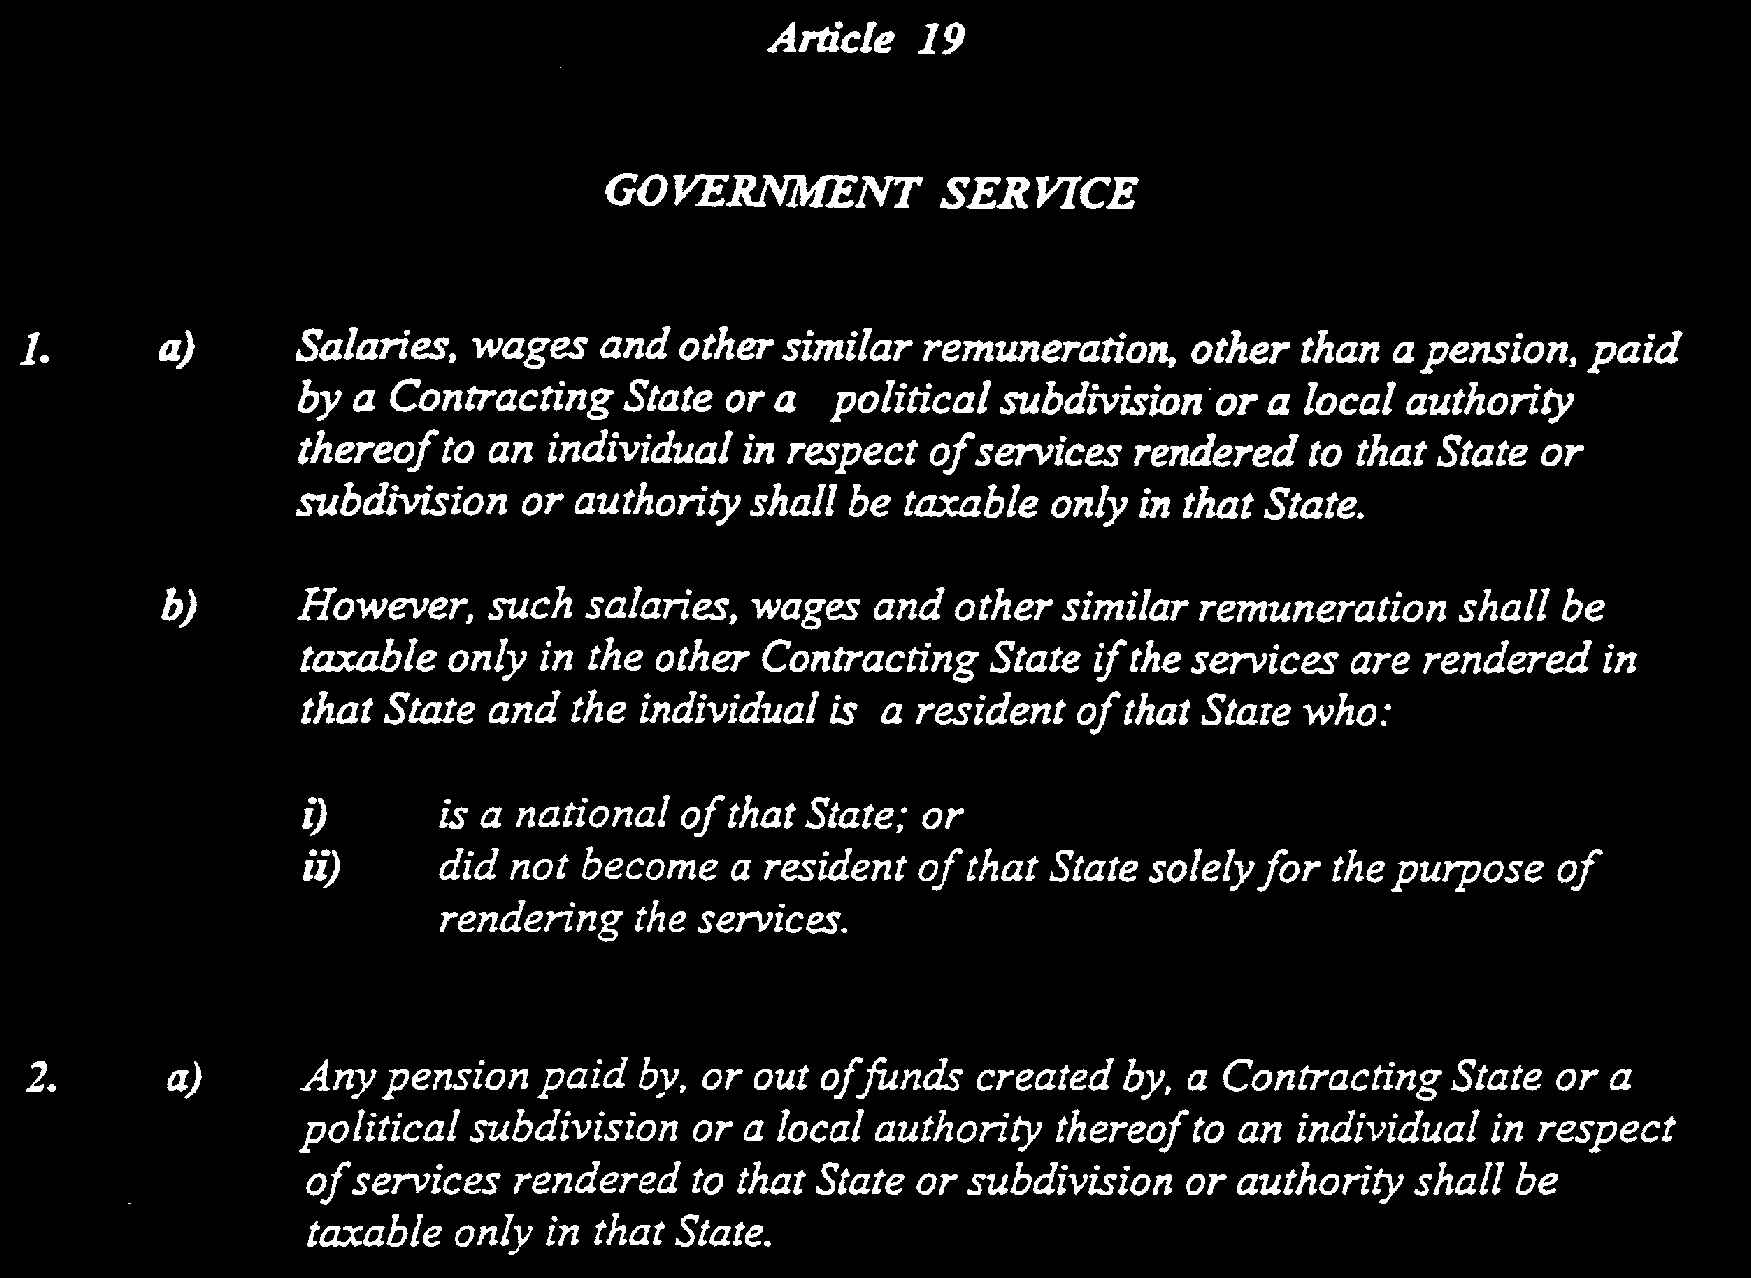 Article 19
GOVERNMENT SERVICE
1. a) Salaries, wages and other similar remuneration, other than a pension, paid
by a Contracting State or a political subdivision or a local authority
thereof to an individual in respect of services rendered to that State or
subdivision or authority shall be taxable only in that State.
b) However, such salaries, wages and other similar remuneration shall be
taxable only in the other Contracting State if the services are rendered in
that State and the individual is a resident of that State who:
i) is a national of that State; or
ii) did not become a resident of that State solely for the purpose of
rendering the services.
2. a) Any pension paid by, or out of funds created by, a Contracting State or a
political subdivision or a local authority thereof to an individual in respect
of services rendered to that State or subdivision or authority shall be
taxable only in that State.